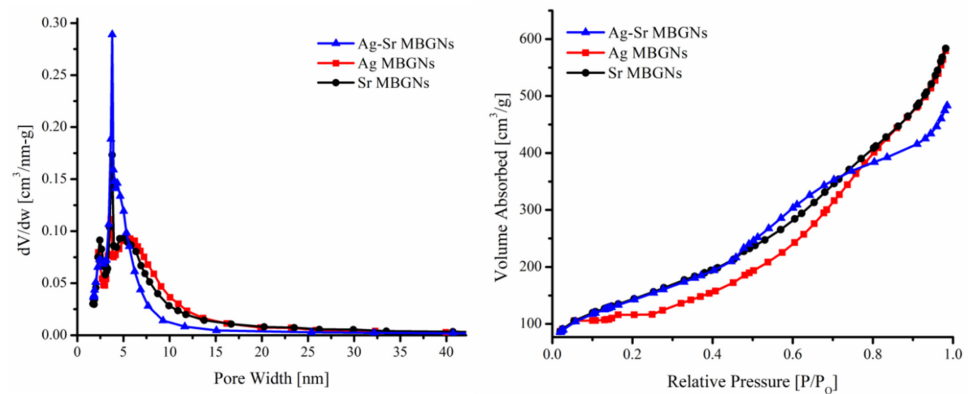 0.30
0.25
0.20
0.15
0.10
0.05
0.00
dV/dw [cm³/nm-g]
0 5 10 15 20 25 30 35 40
Pore Width [nm]
Ag-Sr MBGNs
Ag MBGNs
Sr MBGNs
600
500
400
300
200
100
Volume Absorbed [cm³/g]
0.0 0.2 0.4 0.6 0.8 1.0
Relative Pressure [P/P₀]
Ag-Sr MBGNs
Ag MBGNs
Sr MBGNs